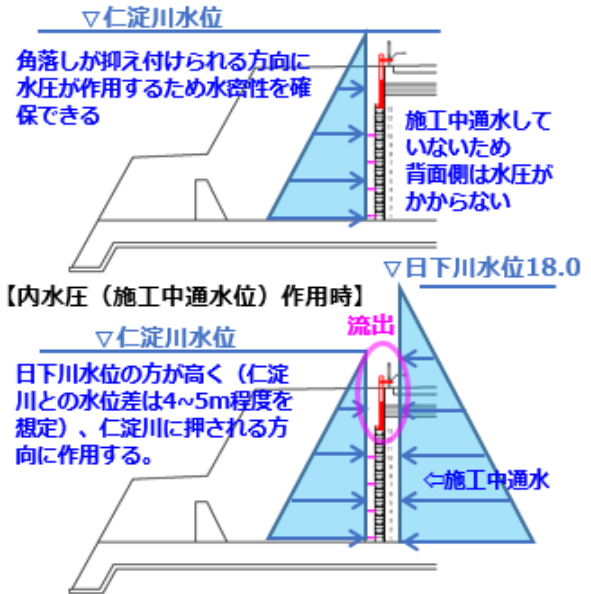 ▽仁淀川水位
角落しが抑え付けられる方向に
水圧が作用するため水密性を確
保できる
施工中通水して
いないため
背面側は水圧が
かからない
▽日下川水位18.0
【内水圧（施工中通水位）作用時】
流出
▽仁淀川水位
日下川水位の方が高く（仁淀
川との水位差は4~5m程度を
想定）、仁淀川に押される方
向に作用する。
⇦施工中通水